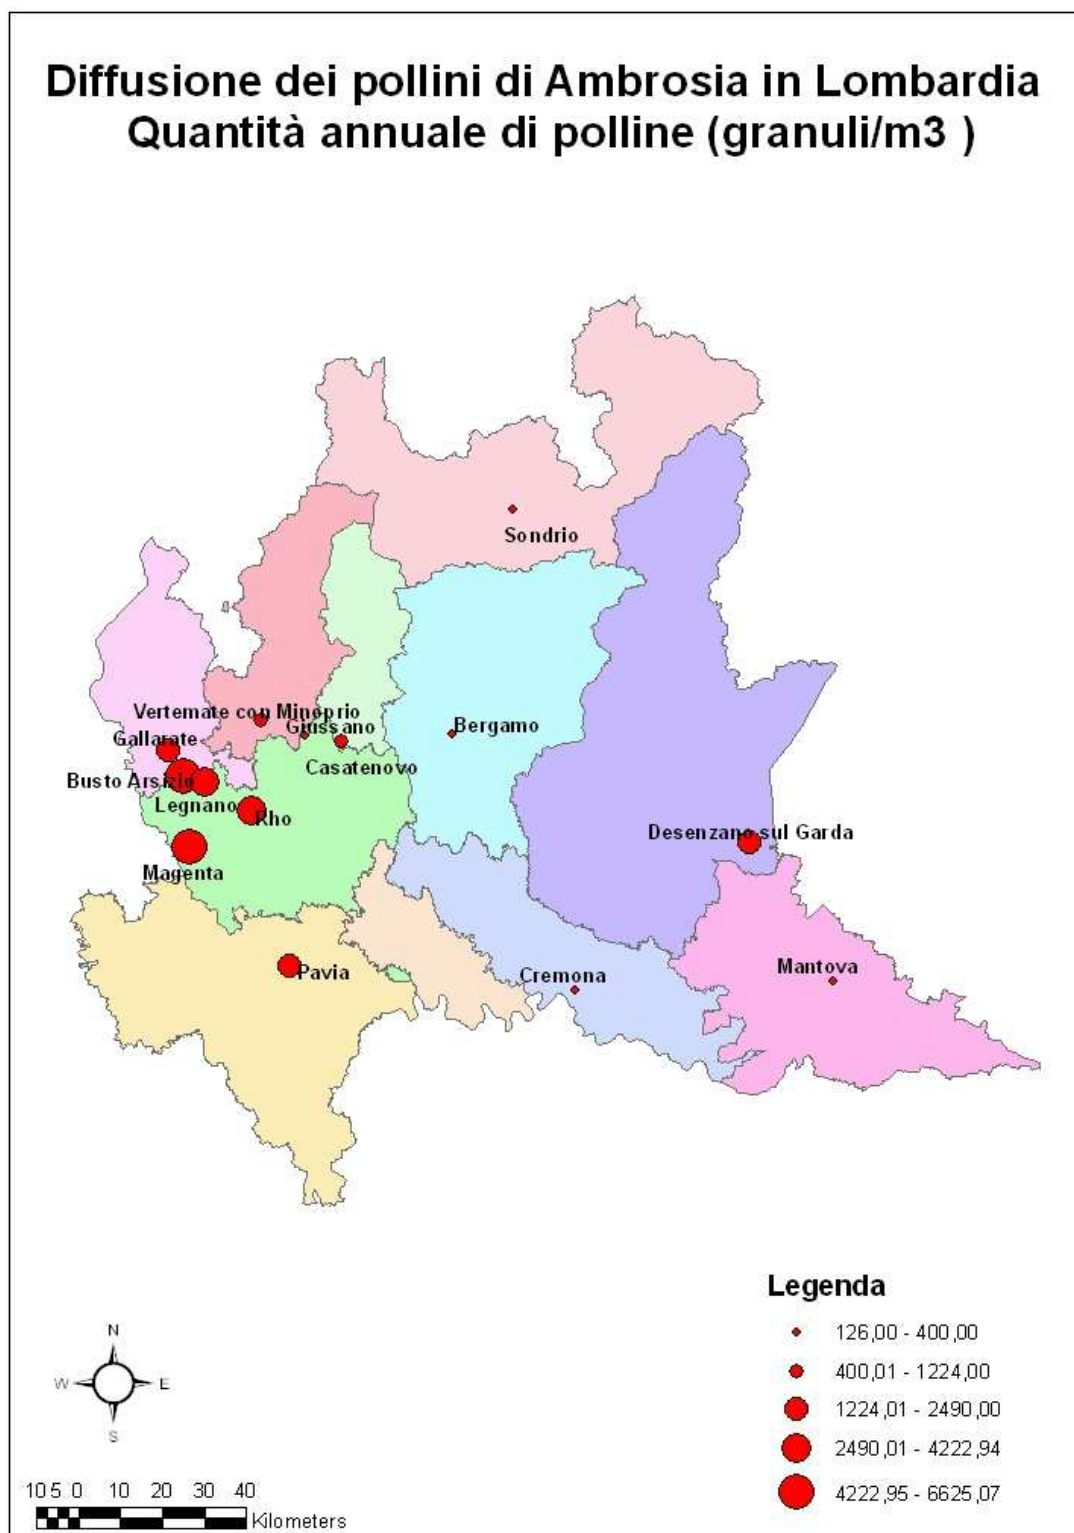 Diffusione dei pollini di Ambrosia in Lombardia
Quantità annuale di polline (granuli/m3 )
Sondrio
Vertemate con Minoprio
Giussano
Bergamo
Gallarate
Casatenovo
Busto Arsizio
Legnano
Rho
Desenzano sul Garda
Magenta
Pavia
Cremona
Mantova
Legenda
126,00 - 400,00
400,01 - 1224,00
1224,01 - 2490,00
2490,01 - 4222,94
4222,95 - 6625,07
N
W E
S
10 5 0 10 20 30 40
Kilometers